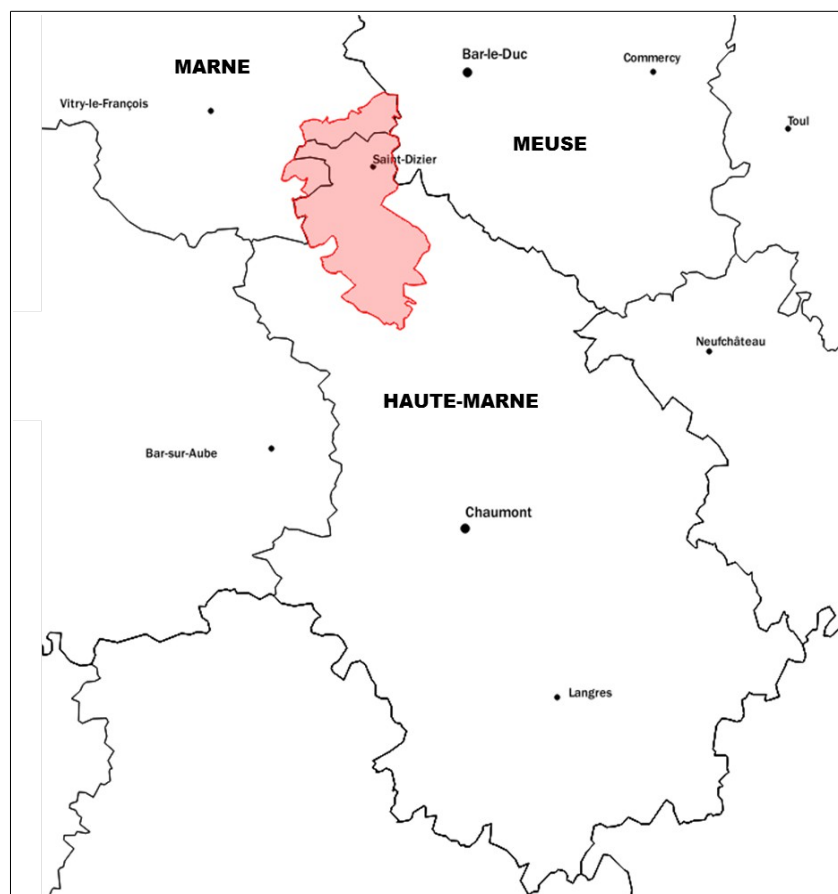 Bar-le-Duc
Commercy
MARNE
Vitry-le-François
Toul
MEUSE
Saint-Dizier
Neufchâteau
HAUTE-MARNE
Bar-sur-Aube
Chaumont
Langres